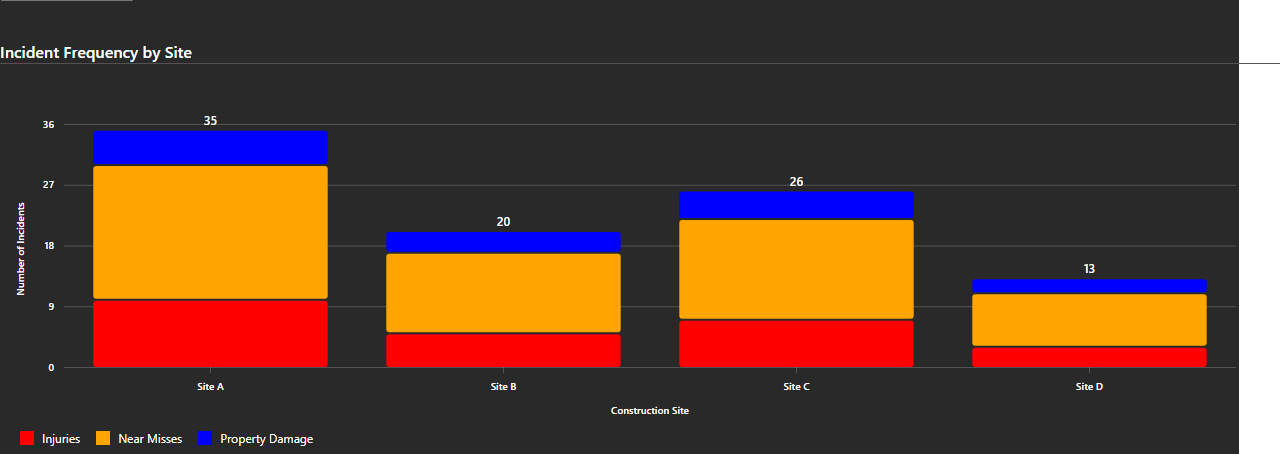 Incident Frequency by Site
Number of Incidents
36
27
18
9
0
35
20
26
13
Site A
Site B
Site C
Site D
Construction Site
Injuries
Near Misses
Property Damage